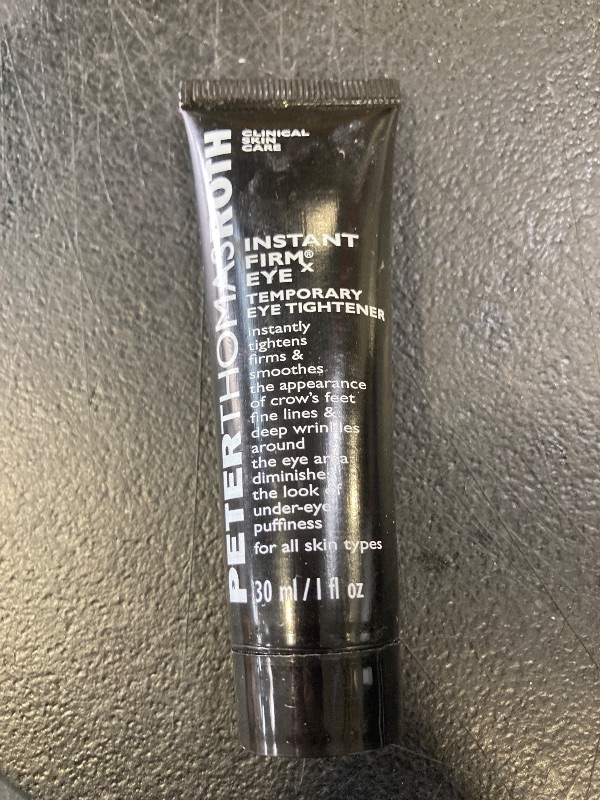 PETERTHOMASROTH
CLINICAL
SKIN
CARE
INSTANT
FIRM®
EYEx
TEMPORARY
EYE TIGHTENER
instantly
tightens
firms &
smoothes
the appearance
of crow's feet
fine lines &
deep wrinkles
around
the eye area
diminishes
the look of
under-eye
puffiness
for all skin types
30 ml/1 fl oz